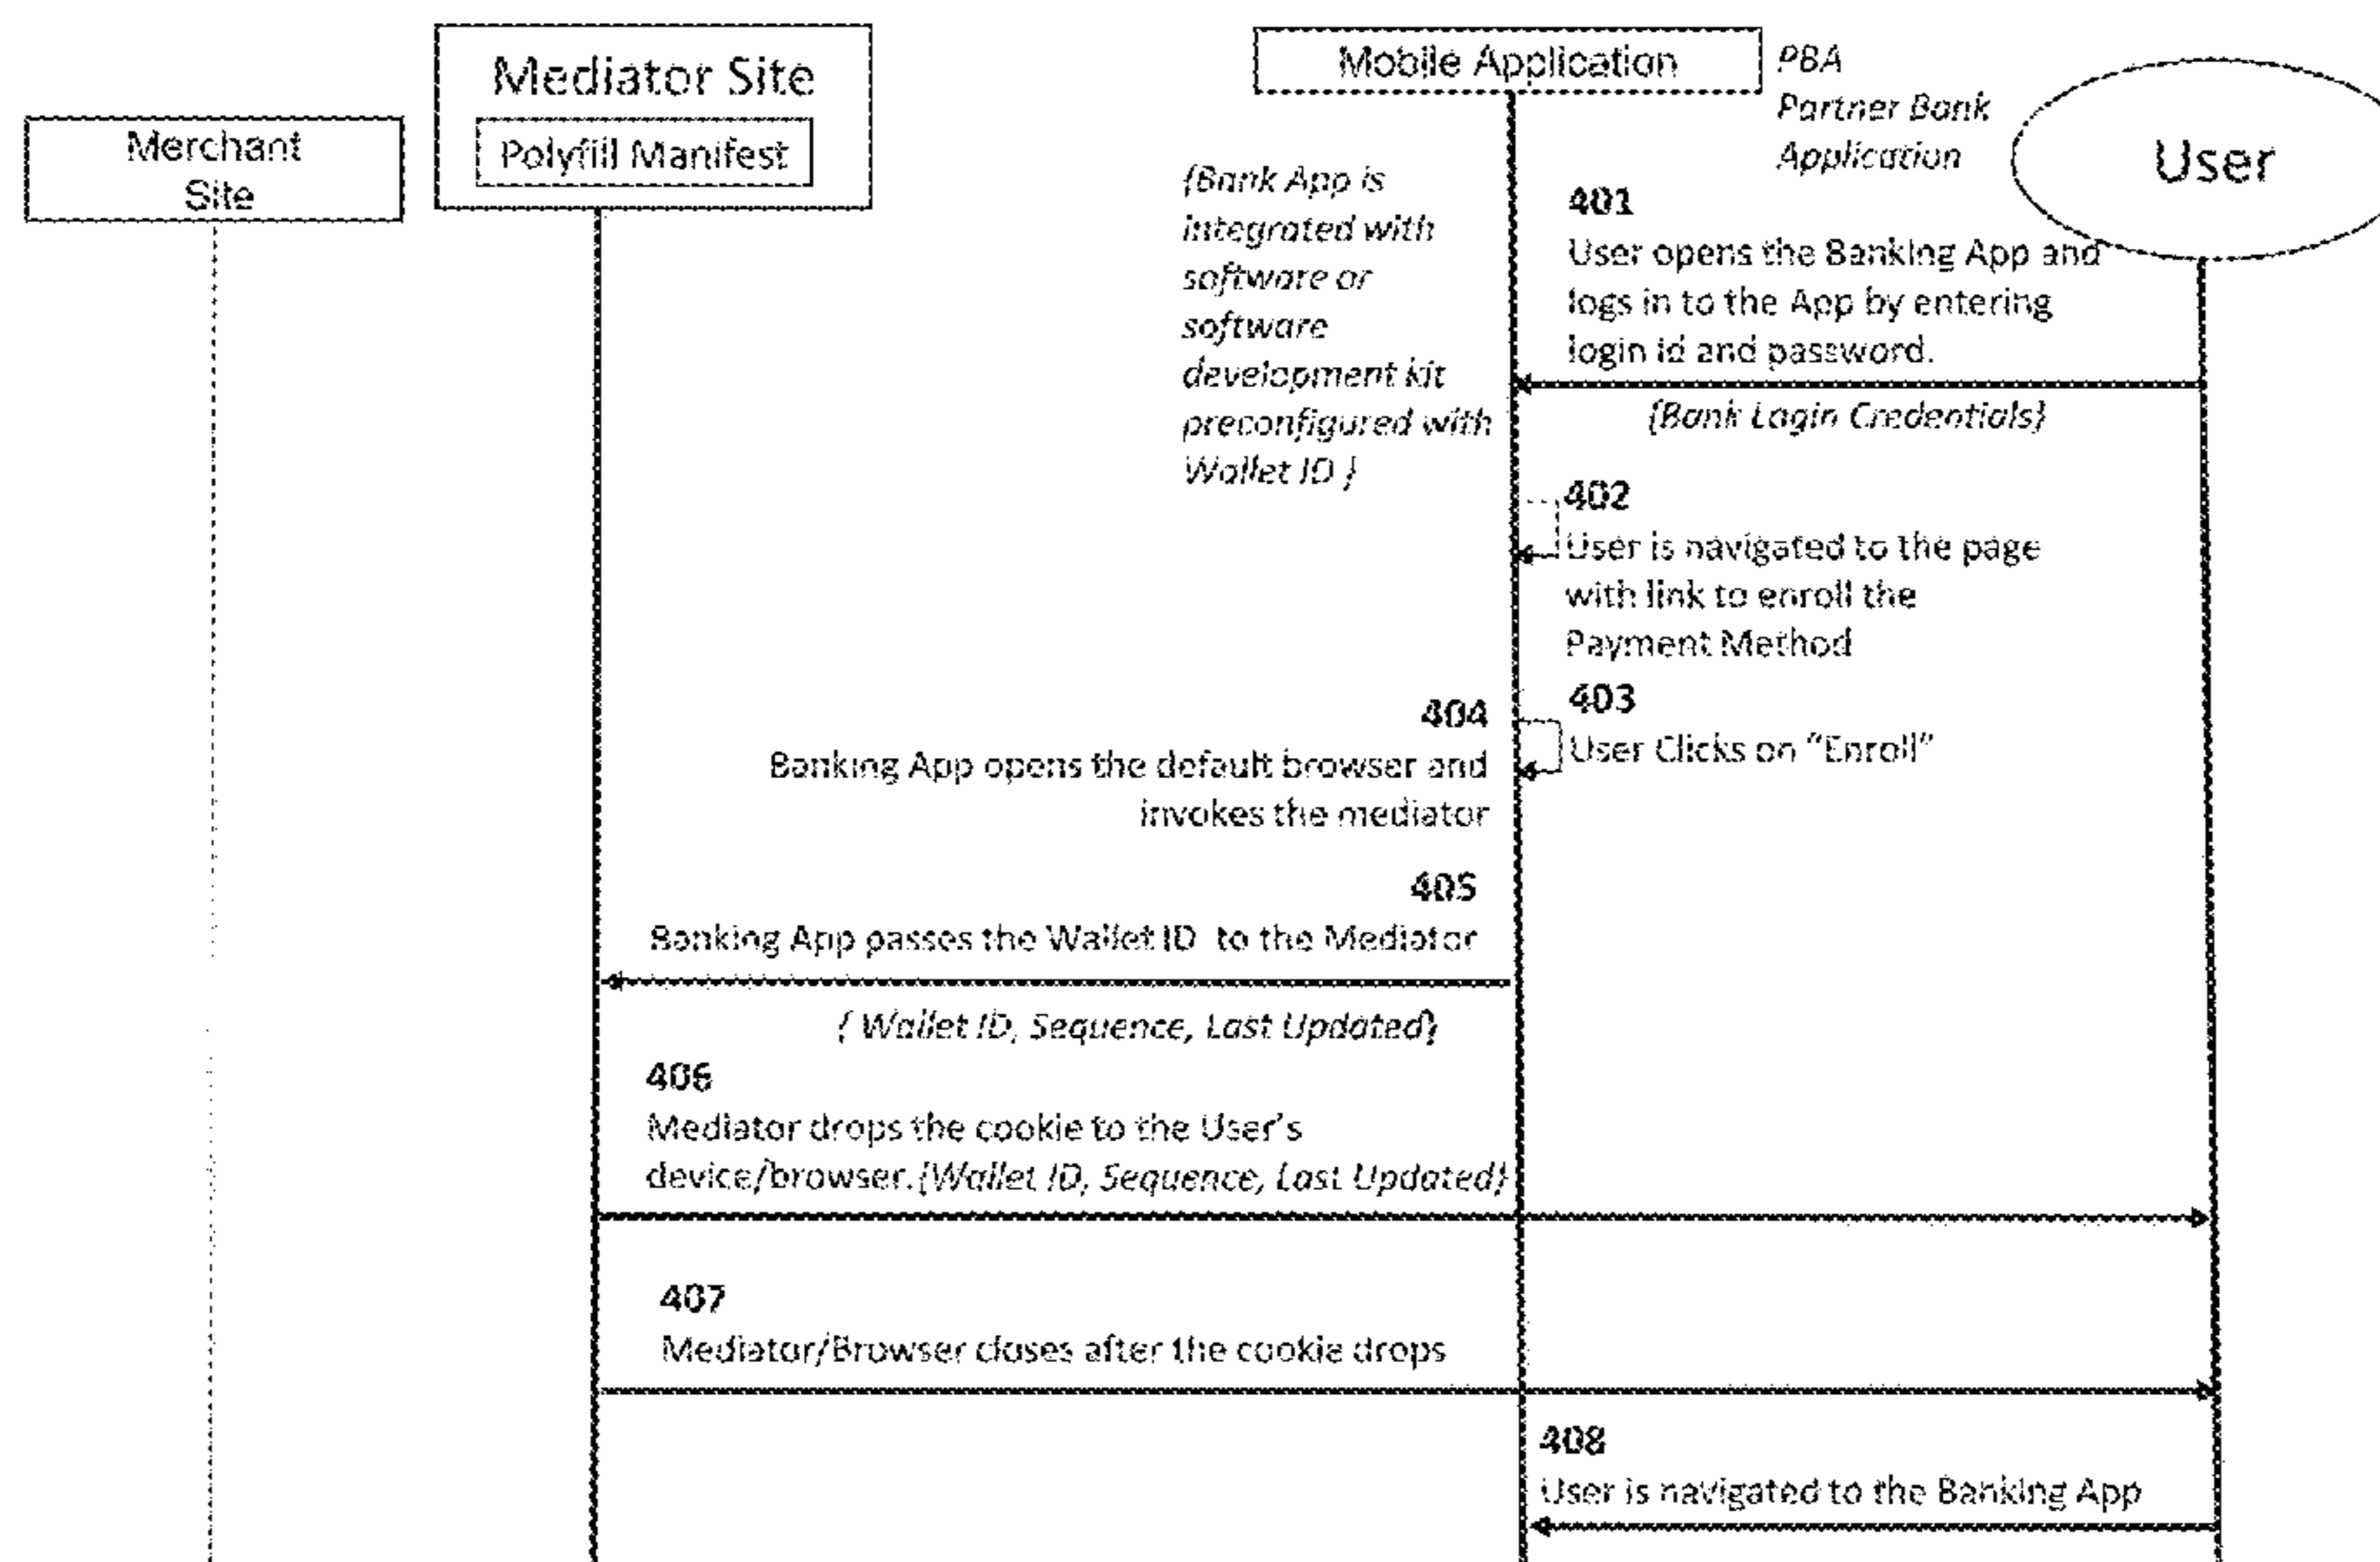 Merchant
Site
Mediator Site
Polyfill Manifest
Mobile Application
PBA
Partner Bank
Application
User
{Bank App is
integrated with
software or
software
development kit
preconfigured with
Wallet ID }
401
User opens the Banking App and
logs in to the App by entering
login id and password.
{Bank Login Credentials}
402
User is navigated to the page
with link to enroll the
Payment Method
403
User Clicks on “Enroll”
404
Banking App opens the default browser and
invokes the mediator
405
Banking App passes the Wallet ID to the Mediator
{ Wallet ID, Sequence, Last Updated}
406
Mediator drops the cookie to the User's
device/browser.{Wallet ID, Sequence, Last Updated}
407
Mediator/Browser closes after the cookie drops
408
User is navigated to the Banking App